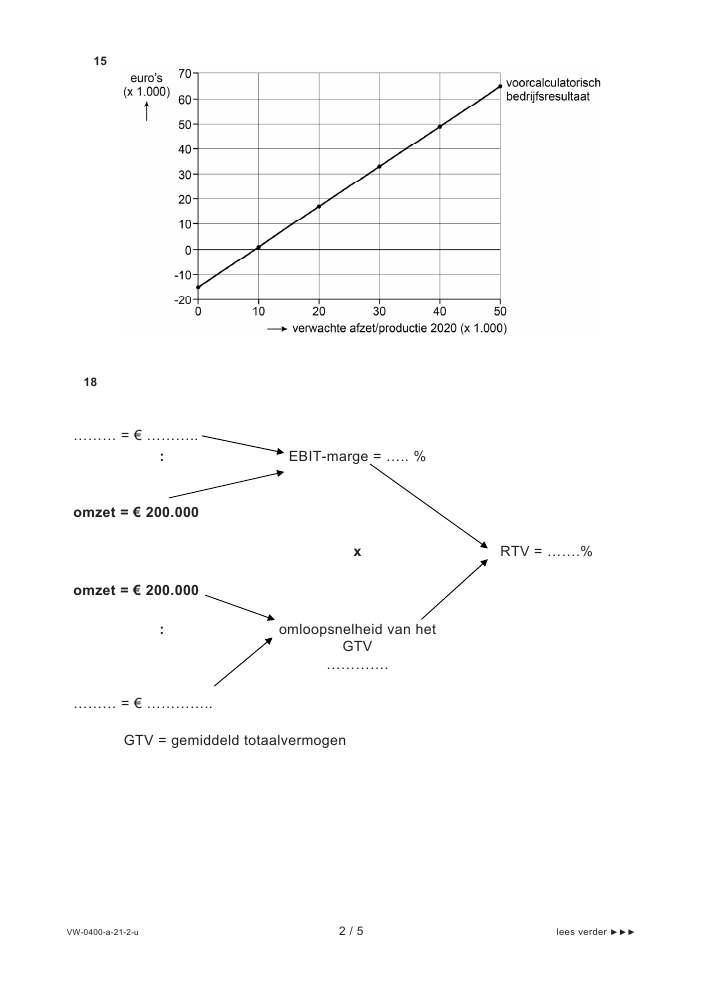 15
euro's
(x 1.000)
70
60
50
40
30
20
10
0
-10
-20
voorcalculatorisch
bedrijfsresultaat
0 10 20 30 40 50
verwachte afzet/productie 2020 (x 1.000)
18
……… = € ………..
:
EBIT-marge = ….. %
omzet = € 200.000
x
RTV = …….%
omzet = € 200.000
:
omloopsnelheid van het
GTV
………….
……… = € …………..
GTV = gemiddeld totaalvermogen
VW-0400-a-21-2-u
2 / 5
lees verder ►►►